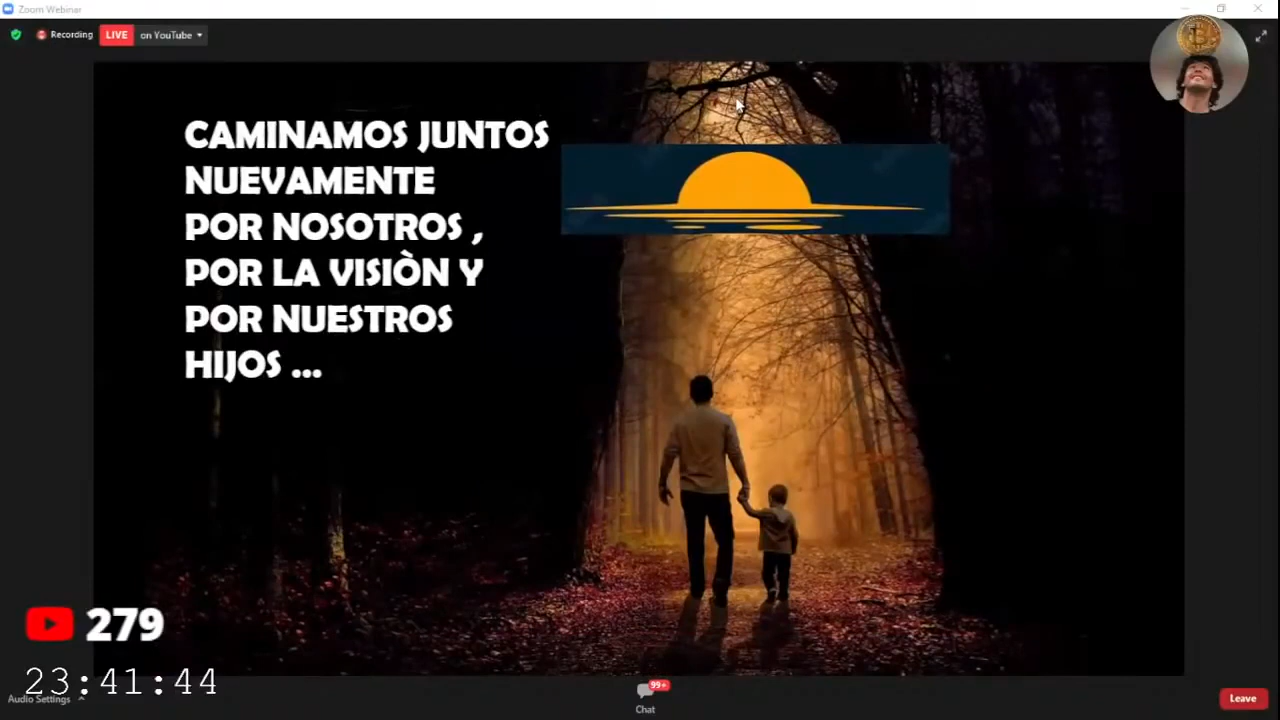 Zoom Webinar
Recording
LIVE on YouTube
CAMINAMOS JUNTOS
NUEVAMENTE
POR NOSOTROS ,
POR LA VISIÒN Y
POR NUESTROS
HIJOS ...
279
23:41:44
Audio Settings
99+
Chat
Leave